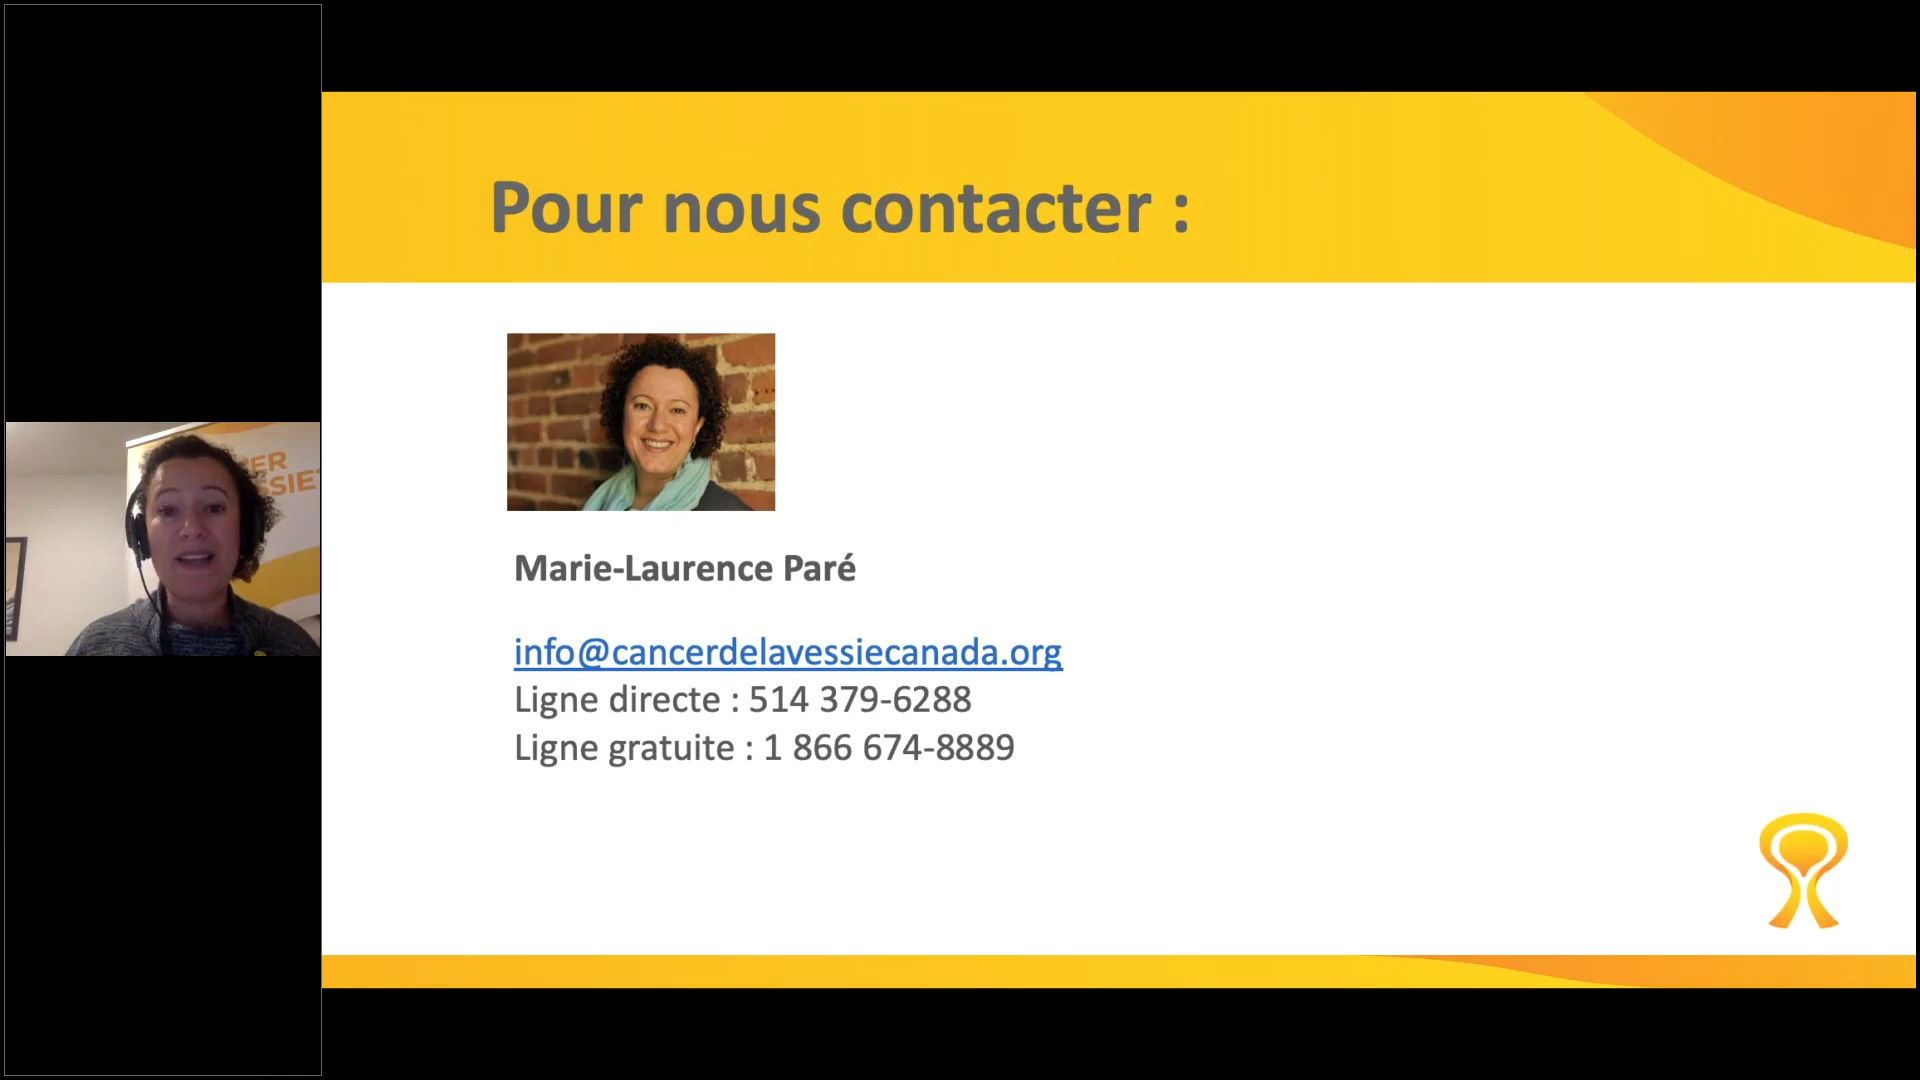 Pour nous contacter :
Marie-Laurence Paré
info@cancerdelavessiecanada.org
Ligne directe : 514 379-6288
Ligne gratuite : 1 866 674-8889